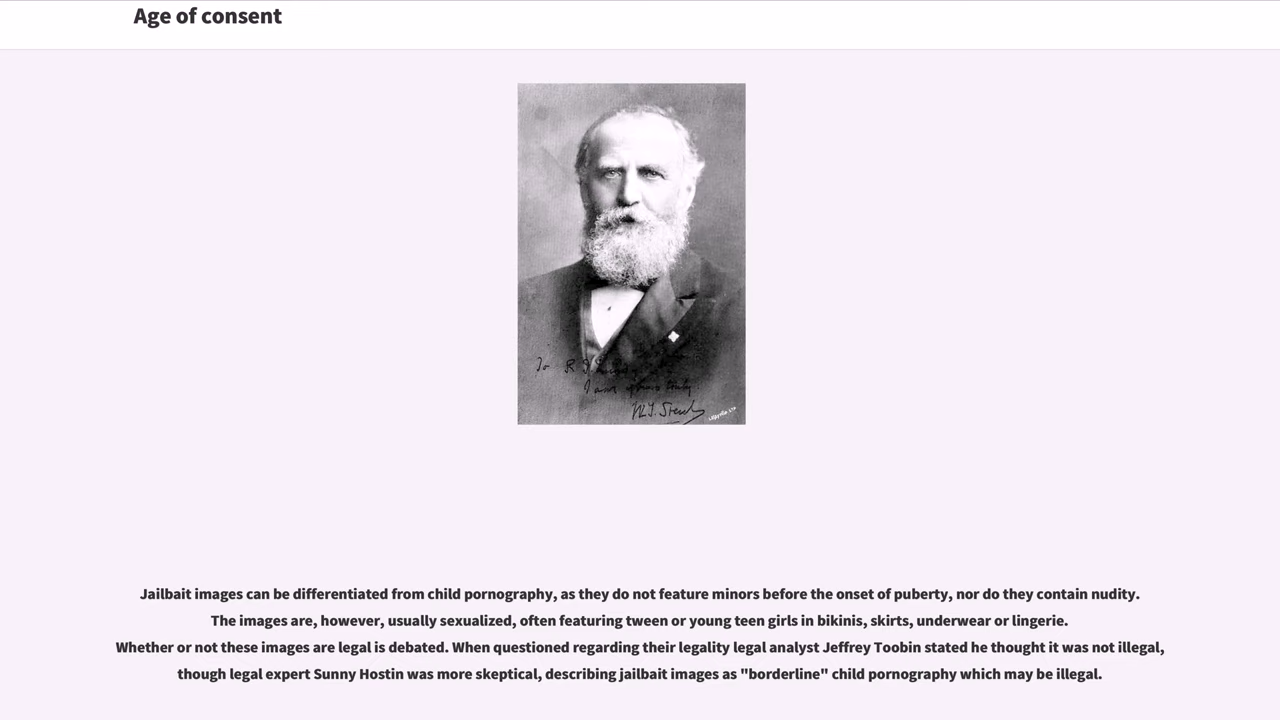 Age of consent
To R
I am yours truly
W.T. Stead
Jailbait images can be differentiated from child pornography, as they do not feature minors before the onset of puberty, nor do they contain nudity.
The images are, however, usually sexualized, often featuring tween or young teen girls in bikinis, skirts, underwear or lingerie.
Whether or not these images are legal is debated. When questioned regarding their legality legal analyst Jeffrey Toobin stated he thought it was not illegal,
though legal expert Sunny Hostin was more skeptical, describing jailbait images as "borderline" child pornography which may be illegal.